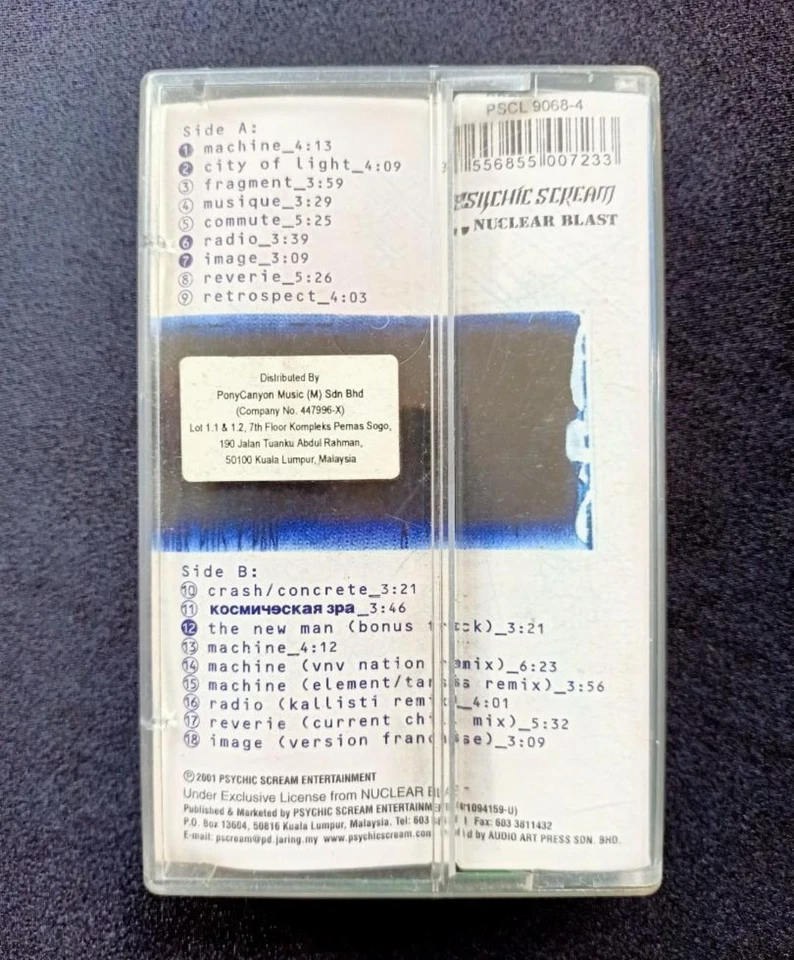 Side A:
1 machine_4:13
2 city of light_4:09
3 fragment_3:59
4 musique_3:29
5 commute_5:25
6 radio_3:39
7 image_3:09
8 reverie_5:26
9 retrospect_4:03
PSCL 9068-4
556855 007233
PSYCHIC SCREAM
NUCLEAR BLAST
Distributed By
PonyCanyon Music (M) Sdn Bhd
(Company No. 447996-X)
Lot 1.1 & 1.2, 7th Floor Kompleks Pernas Sogo,
190 Jalan Tuanku Abdul Rahman,
50100 Kuala Lumpur, Malaysia
Side B:
10 crash/concrete_3:21
11 космическая зра_3:46
12 the new man (bonus track)_3:21
13 machine_4:12
14 machine (vnv nation remix)_6:23
15 machine (element/ remix)_3:56
16 radio (kallisti remix)_4:01
17 reverie (current chill mix)_5:32
18 image (version francaise)_3:09
℗ 2001 PSYCHIC SCREAM ENTERTAINMENT
Under Exclusive License from NUCLEAR BLAST
Published & Marketed by PSYCHIC SCREAM ENTERTAINMENT
P.O. Box 13604, 50816 Kuala Lumpur, Malaysia. Tel: 603 Fax: 603 3811432
E-mail: pscream@pd.jaring.my www.psychicscream.com by AUDIO ART PRESS SDN. BHD.